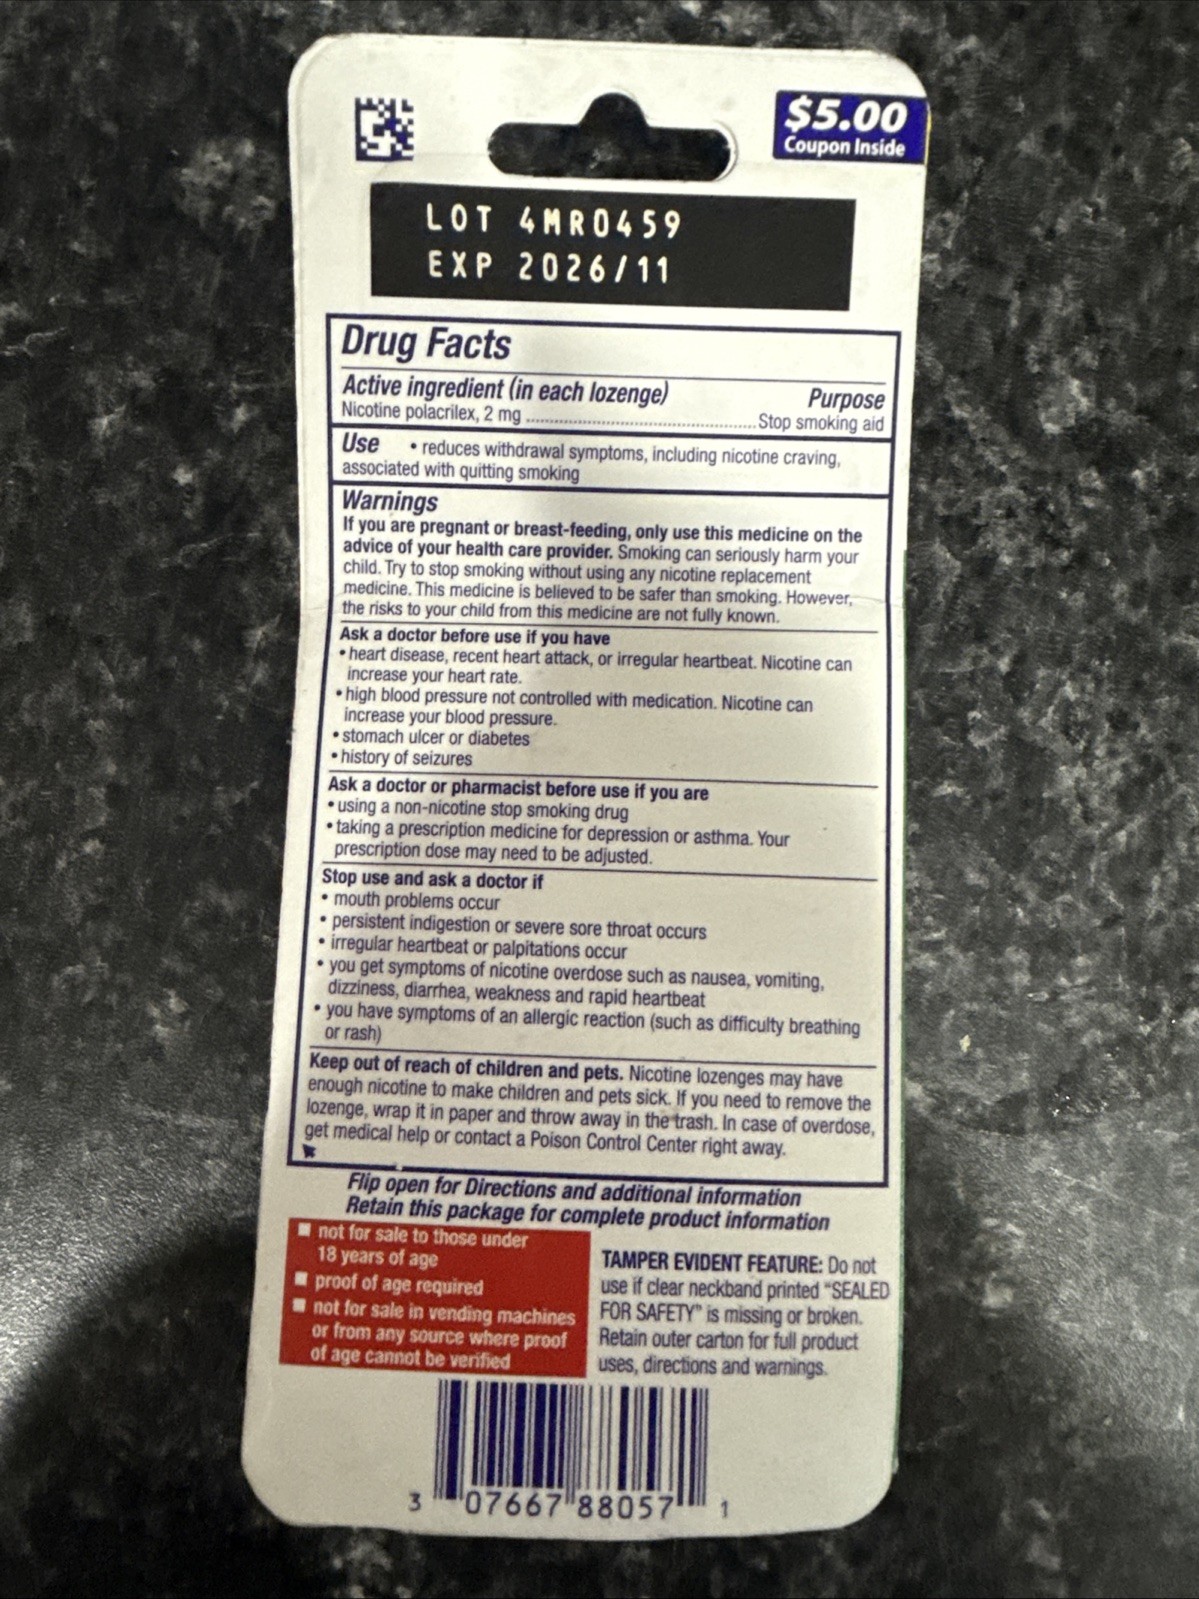 $5.00
Coupon Inside
LOT 4MR0459
EXP 2026/11
Drug Facts
Active ingredient (in each lozenge) Purpose
Nicotine polacrilex, 2 mg ........................................................ Stop smoking aid
Use • reduces withdrawal symptoms, including nicotine craving,
associated with quitting smoking
Warnings
If you are pregnant or breast-feeding, only use this medicine on the
advice of your health care provider. Smoking can seriously harm your
child. Try to stop smoking without using any nicotine replacement
medicine. This medicine is believed to be safer than smoking. However,
the risks to your child from this medicine are not fully known.
Ask a doctor before use if you have
• heart disease, recent heart attack, or irregular heartbeat. Nicotine can
increase your heart rate.
• high blood pressure not controlled with medication. Nicotine can
increase your blood pressure.
• stomach ulcer or diabetes
• history of seizures
Ask a doctor or pharmacist before use if you are
• using a non-nicotine stop smoking drug
• taking a prescription medicine for depression or asthma. Your
prescription dose may need to be adjusted.
Stop use and ask a doctor if
• mouth problems occur
• persistent indigestion or severe sore throat occurs
• irregular heartbeat or palpitations occur
• you get symptoms of nicotine overdose such as nausea, vomiting,
dizziness, diarrhea, weakness and rapid heartbeat
• you have symptoms of an allergic reaction (such as difficulty breathing
or rash)
Keep out of reach of children and pets. Nicotine lozenges may have
enough nicotine to make children and pets sick. If you need to remove the
lozenge, wrap it in paper and throw away in the trash. In case of overdose,
get medical help or contact a Poison Control Center right away.
Flip open for Directions and additional information
Retain this package for complete product information
■ not for sale to those under
18 years of age
■ proof of age required
■ not for sale in vending machines
or from any source where proof
of age cannot be verified
TAMPER EVIDENT FEATURE: Do not
use if clear neckband printed "SEALED
FOR SAFETY" is missing or broken.
Retain outer carton for full product
uses, directions and warnings.
3 07667 88057 1